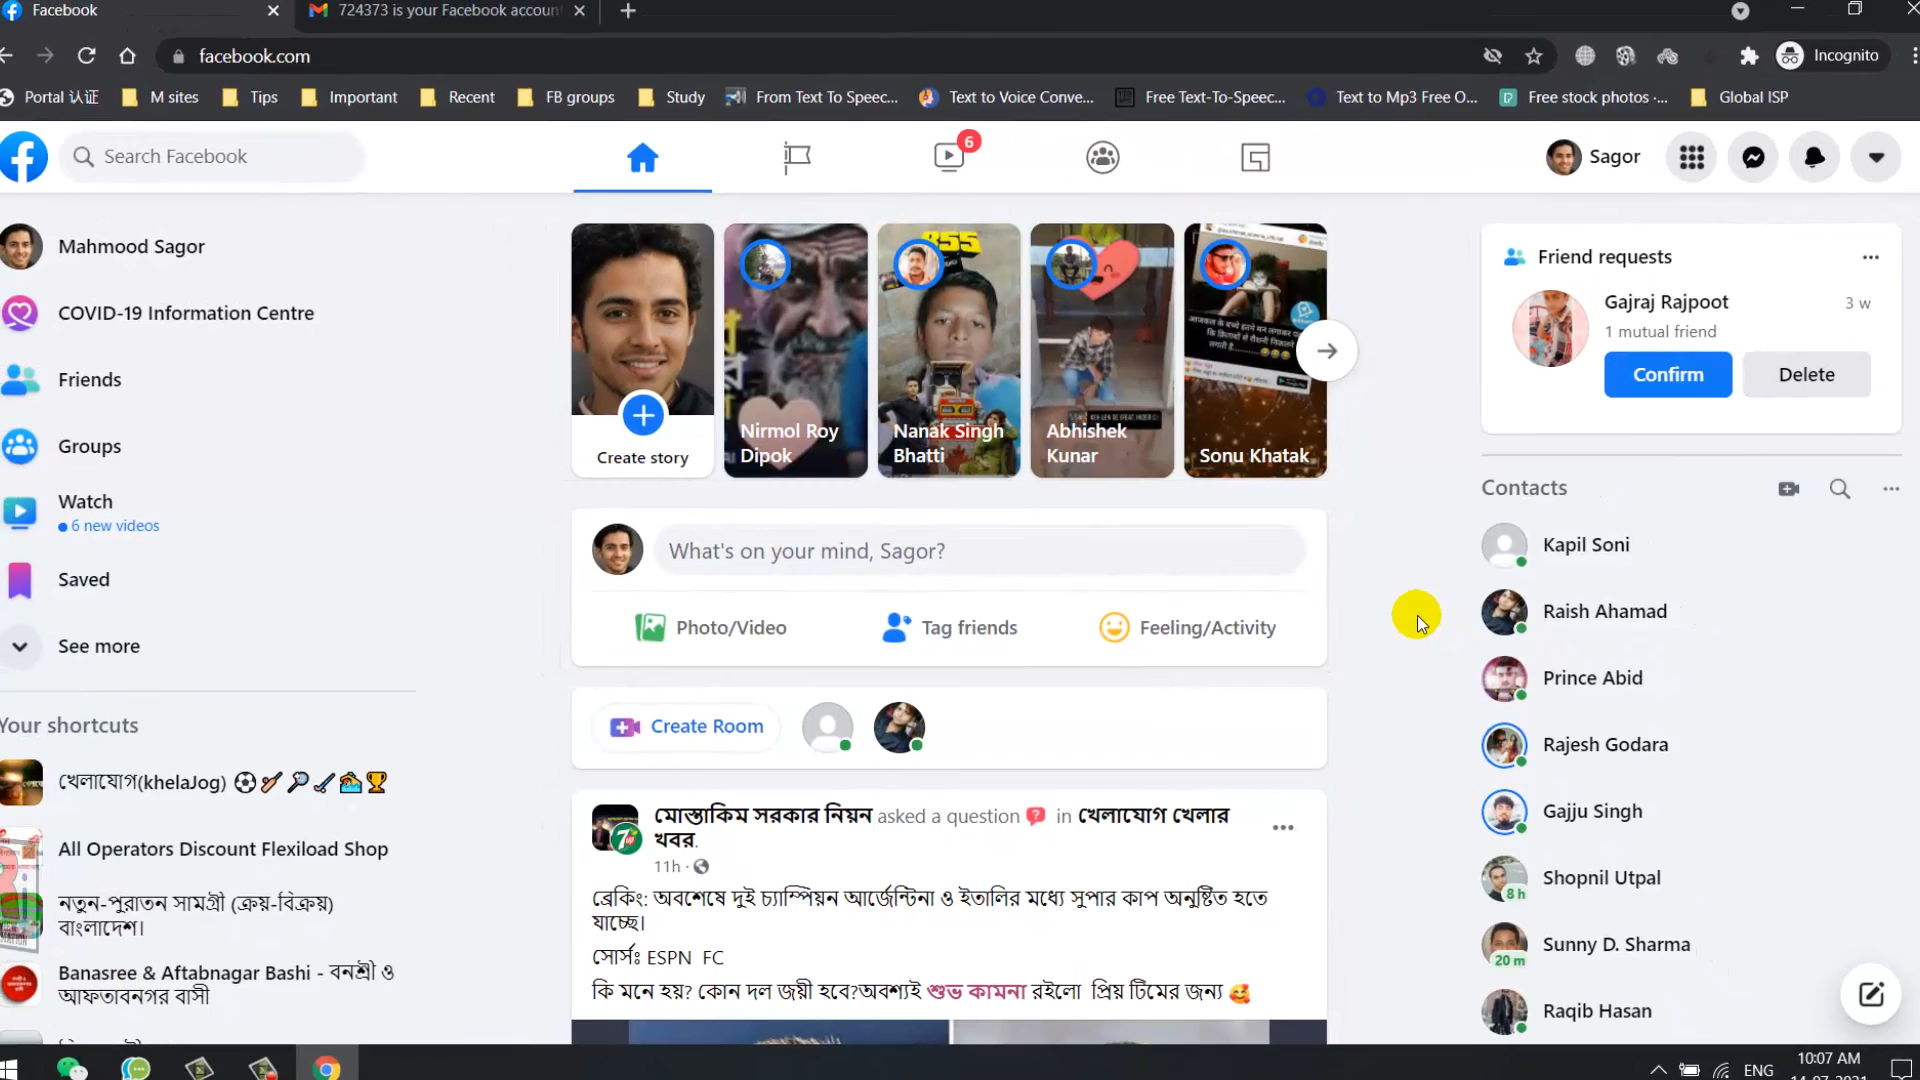 Facebook
724373 is your Facebook accoun
facebook.com
Incognito
Portal 认证
M sites
Tips
Important
Recent
FB groups
Study
From Text To Speec...
Text to Voice Conve...
Free Text-To-Speec...
Text to Mp3 Free O...
Free stock photos ·...
Global ISP
Search Facebook
6
Sagor
Mahmood Sagor
COVID-19 Information Centre
Friends
Groups
Watch
6 new videos
Saved
See more
Your shortcuts
খেলাযোগ(khelaJog) ⚽🏏🎾🏑🏊🏆
All Operators Discount Flexiload Shop
নতুন-পুরাতন সামগ্রী (ক্রয়-বিক্রয়)
বাংলাদেশ।
Banasree & Aftabnagar Bashi - বনশ্রী ও
আফতাবনগর বাসী
855
Create story
Nirmol Roy
Dipok
Nanak Singh
Bhatti
Abhishek
Kunar
Sonu Khatak
What's on your mind, Sagor?
Photo/Video
Tag friends
Feeling/Activity
Create Room
মোস্তাকিম সরকার নিয়ন asked a question in খেলাযোগ খেলার
খবর.
11h ·
ব্রেকিং: অবশেষে দুই চ্যাম্পিয়ন আর্জেন্টিনা ও ইতালির মধ্যে সুপার কাপ অনুষ্টিত হতে
যাচ্ছে।
সোর্সঃ ESPN FC
কি মনে হয়? কোন দল জয়ী হবে?অবশ্যই শুভ কামনা রইলো প্রিয় টিমের জন্য 🥰
Friend requests
Gajraj Rajpoot
3 w
1 mutual friend
Confirm
Delete
Contacts
Kapil Soni
Raish Ahamad
Prince Abid
Rajesh Godara
Gajju Singh
Shopnil Utpal
8 h
Sunny D. Sharma
20 m
Raqib Hasan
ENG
10:07 AM